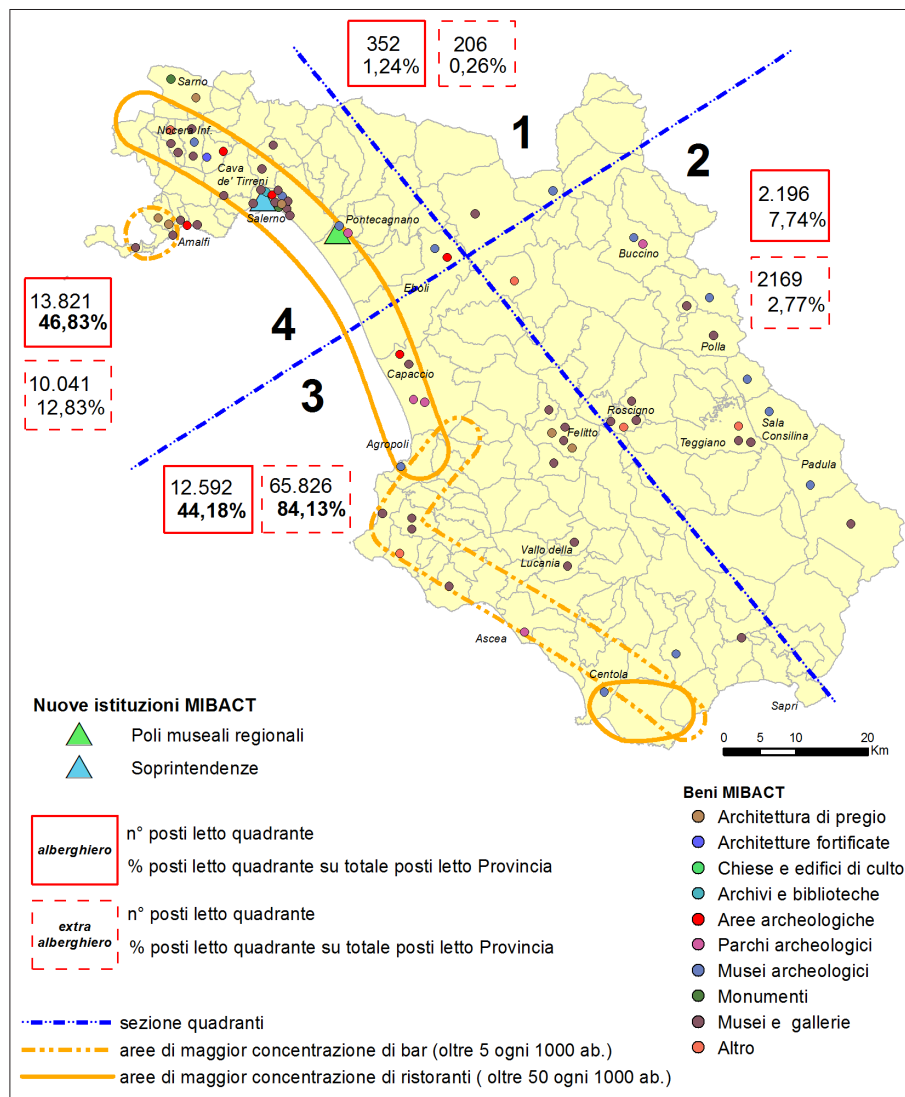 352
1,24%
206
0,26%
1
2
Sarno
Nocera Inf.
Cava
de' Tirreni
Salerno
Pontecagnano
Amalfi
Eboli
Buccino
2.196
7,74%
2169
2,77%
13.821
46,83%
10.041
12,83%
4
3
Polla
Capaccio
Roscigno
Felitto
Sala
Consilina
Teggiano
Agropoli
Padula
12.592
44,18%
65.826
84,13%
Vallo della
Lucania
Ascea
Centola
Sapri
0 5 10 20
Km
Nuove istituzioni MIBACT
Poli museali regionali
Soprintendenze
alberghiero
n° posti letto quadrante
% posti letto quadrante su totale posti letto Provincia
extra
alberghiero
n° posti letto quadrante
% posti letto quadrante su totale posti letto Provincia
sezione quadranti
aree di maggior concentrazione di bar (oltre 5 ogni 1000 ab.)
aree di maggior concentrazione di ristoranti ( oltre 50 ogni 1000 ab.)
Beni MIBACT
Architettura di pregio
Architetture fortificate
Chiese e edifici di culto
Archivi e biblioteche
Aree archeologiche
Parchi archeologici
Musei archeologici
Monumenti
Musei e gallerie
Altro